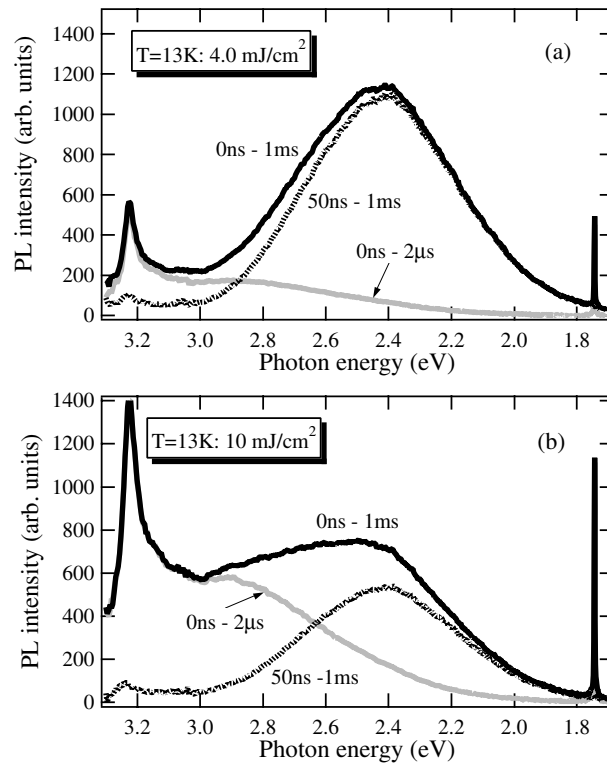 1400
1200
1000
800
600
400
200
0
PL intensity (arb. units)
T=13K: 4.0 mJ/cm²
(a)
0ns - 1ms
50ns - 1ms
0ns - 2μs
3.2 3.0 2.8 2.6 2.4 2.2 2.0 1.8
Photon energy (eV)
1400
1200
1000
800
600
400
200
0
PL intensity (arb. units)
T=13K: 10 mJ/cm²
(b)
0ns - 1ms
0ns - 2μs
50ns -1ms
3.2 3.0 2.8 2.6 2.4 2.2 2.0 1.8
Photon energy (eV)